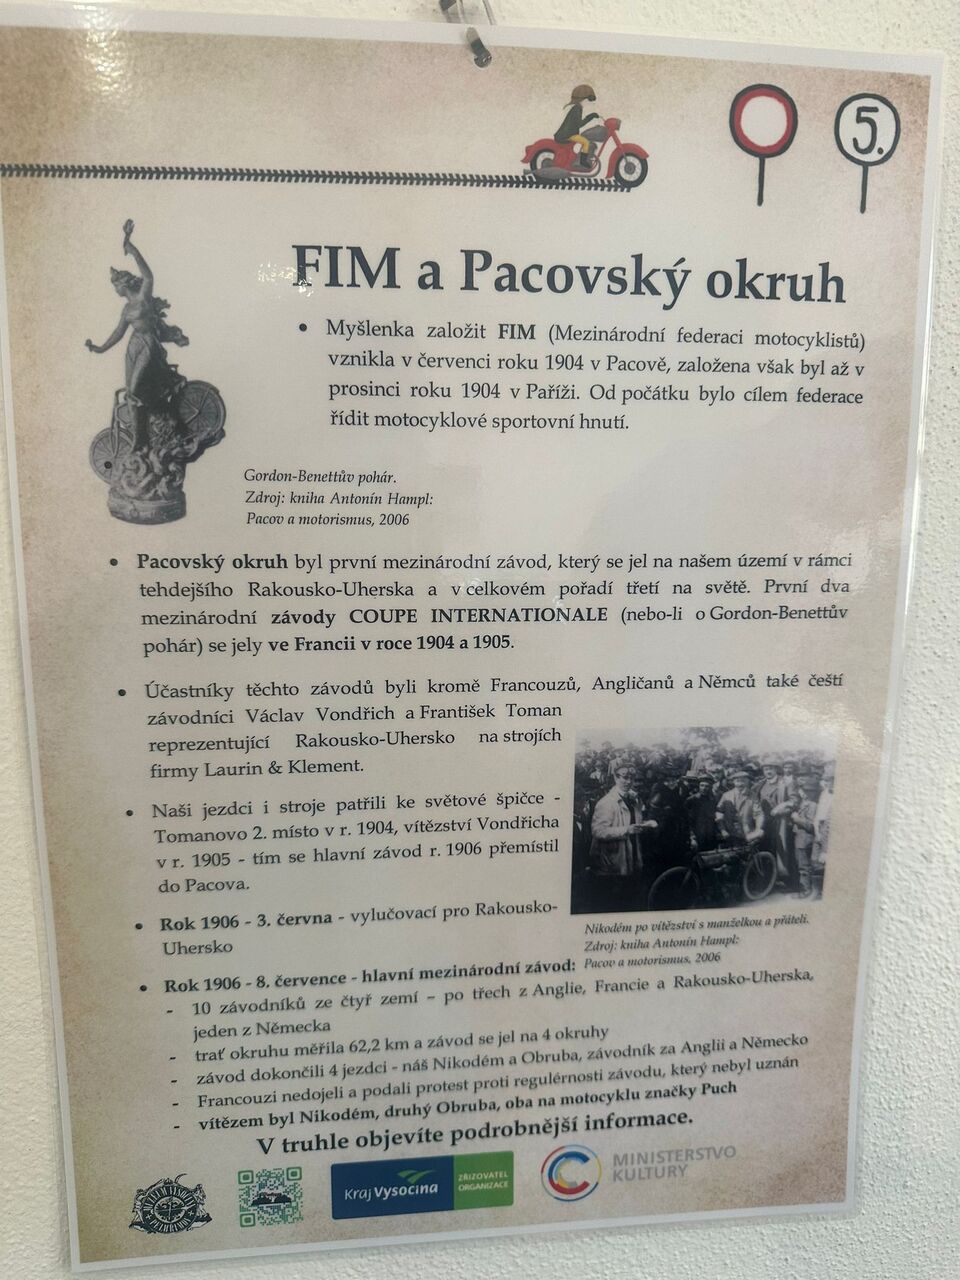 5.
FIM a Pacovský okruh
• Myšlenka založit FIM (Mezinárodní federaci motocyklistů)
vznikla v červenci roku 1904 v Pacově, založena však byl až v
prosinci roku 1904 v Paříži. Od počátku bylo cílem federace
řídit motocyklové sportovní hnutí.
Gordon-Benettův pohár.
Zdroj: kniha Antonín Hampl:
Pacov a motorismus, 2006
• Pacovský okruh byl první mezinárodní závod, který se jel na našem území v rámci
tehdejšího Rakousko-Uherska a v celkovém pořadí třetí na světě. První dva
mezinárodní závody COUPE INTERNATIONALE (nebo-li o Gordon-Benettův
pohár) se jely ve Francii v roce 1904 a 1905.
• Účastníky těchto závodů byli kromě Francouzů, Angličanů a Němců také čeští
závodníci Václav Vondřich a František Toman
reprezentující Rakousko-Uhersko na strojích
firmy Laurin & Klement.
• Naši jezdci i stroje patřili ke světové špičce -
Tomanovo 2. místo v r. 1904, vítězství Vondřicha
v r. 1905 - tím se hlavní závod r. 1906 přemístil
do Pacova.
• Rok 1906 - 3. června - vylučovací pro Rakousko-
Uhersko
Nikodém po vítězství s manželkou a přáteli.
Zdroj: kniha Antonín Hampl:
Pacov a motorismus, 2006
• Rok 1906 - 8. července - hlavní mezinárodní závod:
- 10 závodníků ze čtyř zemí – po třech z Anglie, Francie a Rakousko-Uherska,
jeden z Německa
- trať okruhu měřila 62,2 km a závod se jel na 4 okruhy
- závod dokončili 4 jezdci - náš Nikodém a Obruba, závodník za Anglii a Německo
- Francouzi nedojeli a podali protest proti regulérnosti závodu, který nebyl uznán
- vítězem byl Nikodém, druhý Obruba, oba na motocyklu značky Puch
V truhle objevíte podrobnější informace.
MUZEUM VYSOČINY
PELHŘIMOV
Kraj Vysočina
ZŘIZOVATEL
ORGANIZACE
MINISTERSTVO
KULTURY